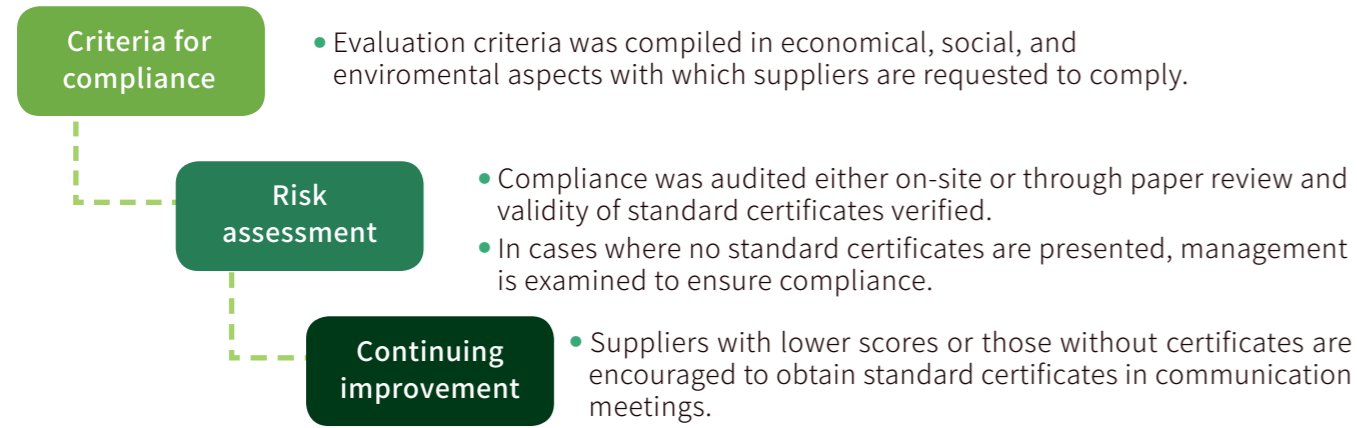 Criteria for
compliance
• Evaluation criteria was compiled in economical, social, and
enviromental aspects with which suppliers are requested to comply.
Risk
assessment
• Compliance was audited either on-site or through paper review and
validity of standard certificates verified.
• In cases where no standard certificates are presented, management
is examined to ensure compliance.
Continuing
improvement
• Suppliers with lower scores or those without certificates are
encouraged to obtain standard certificates in communication
meetings.